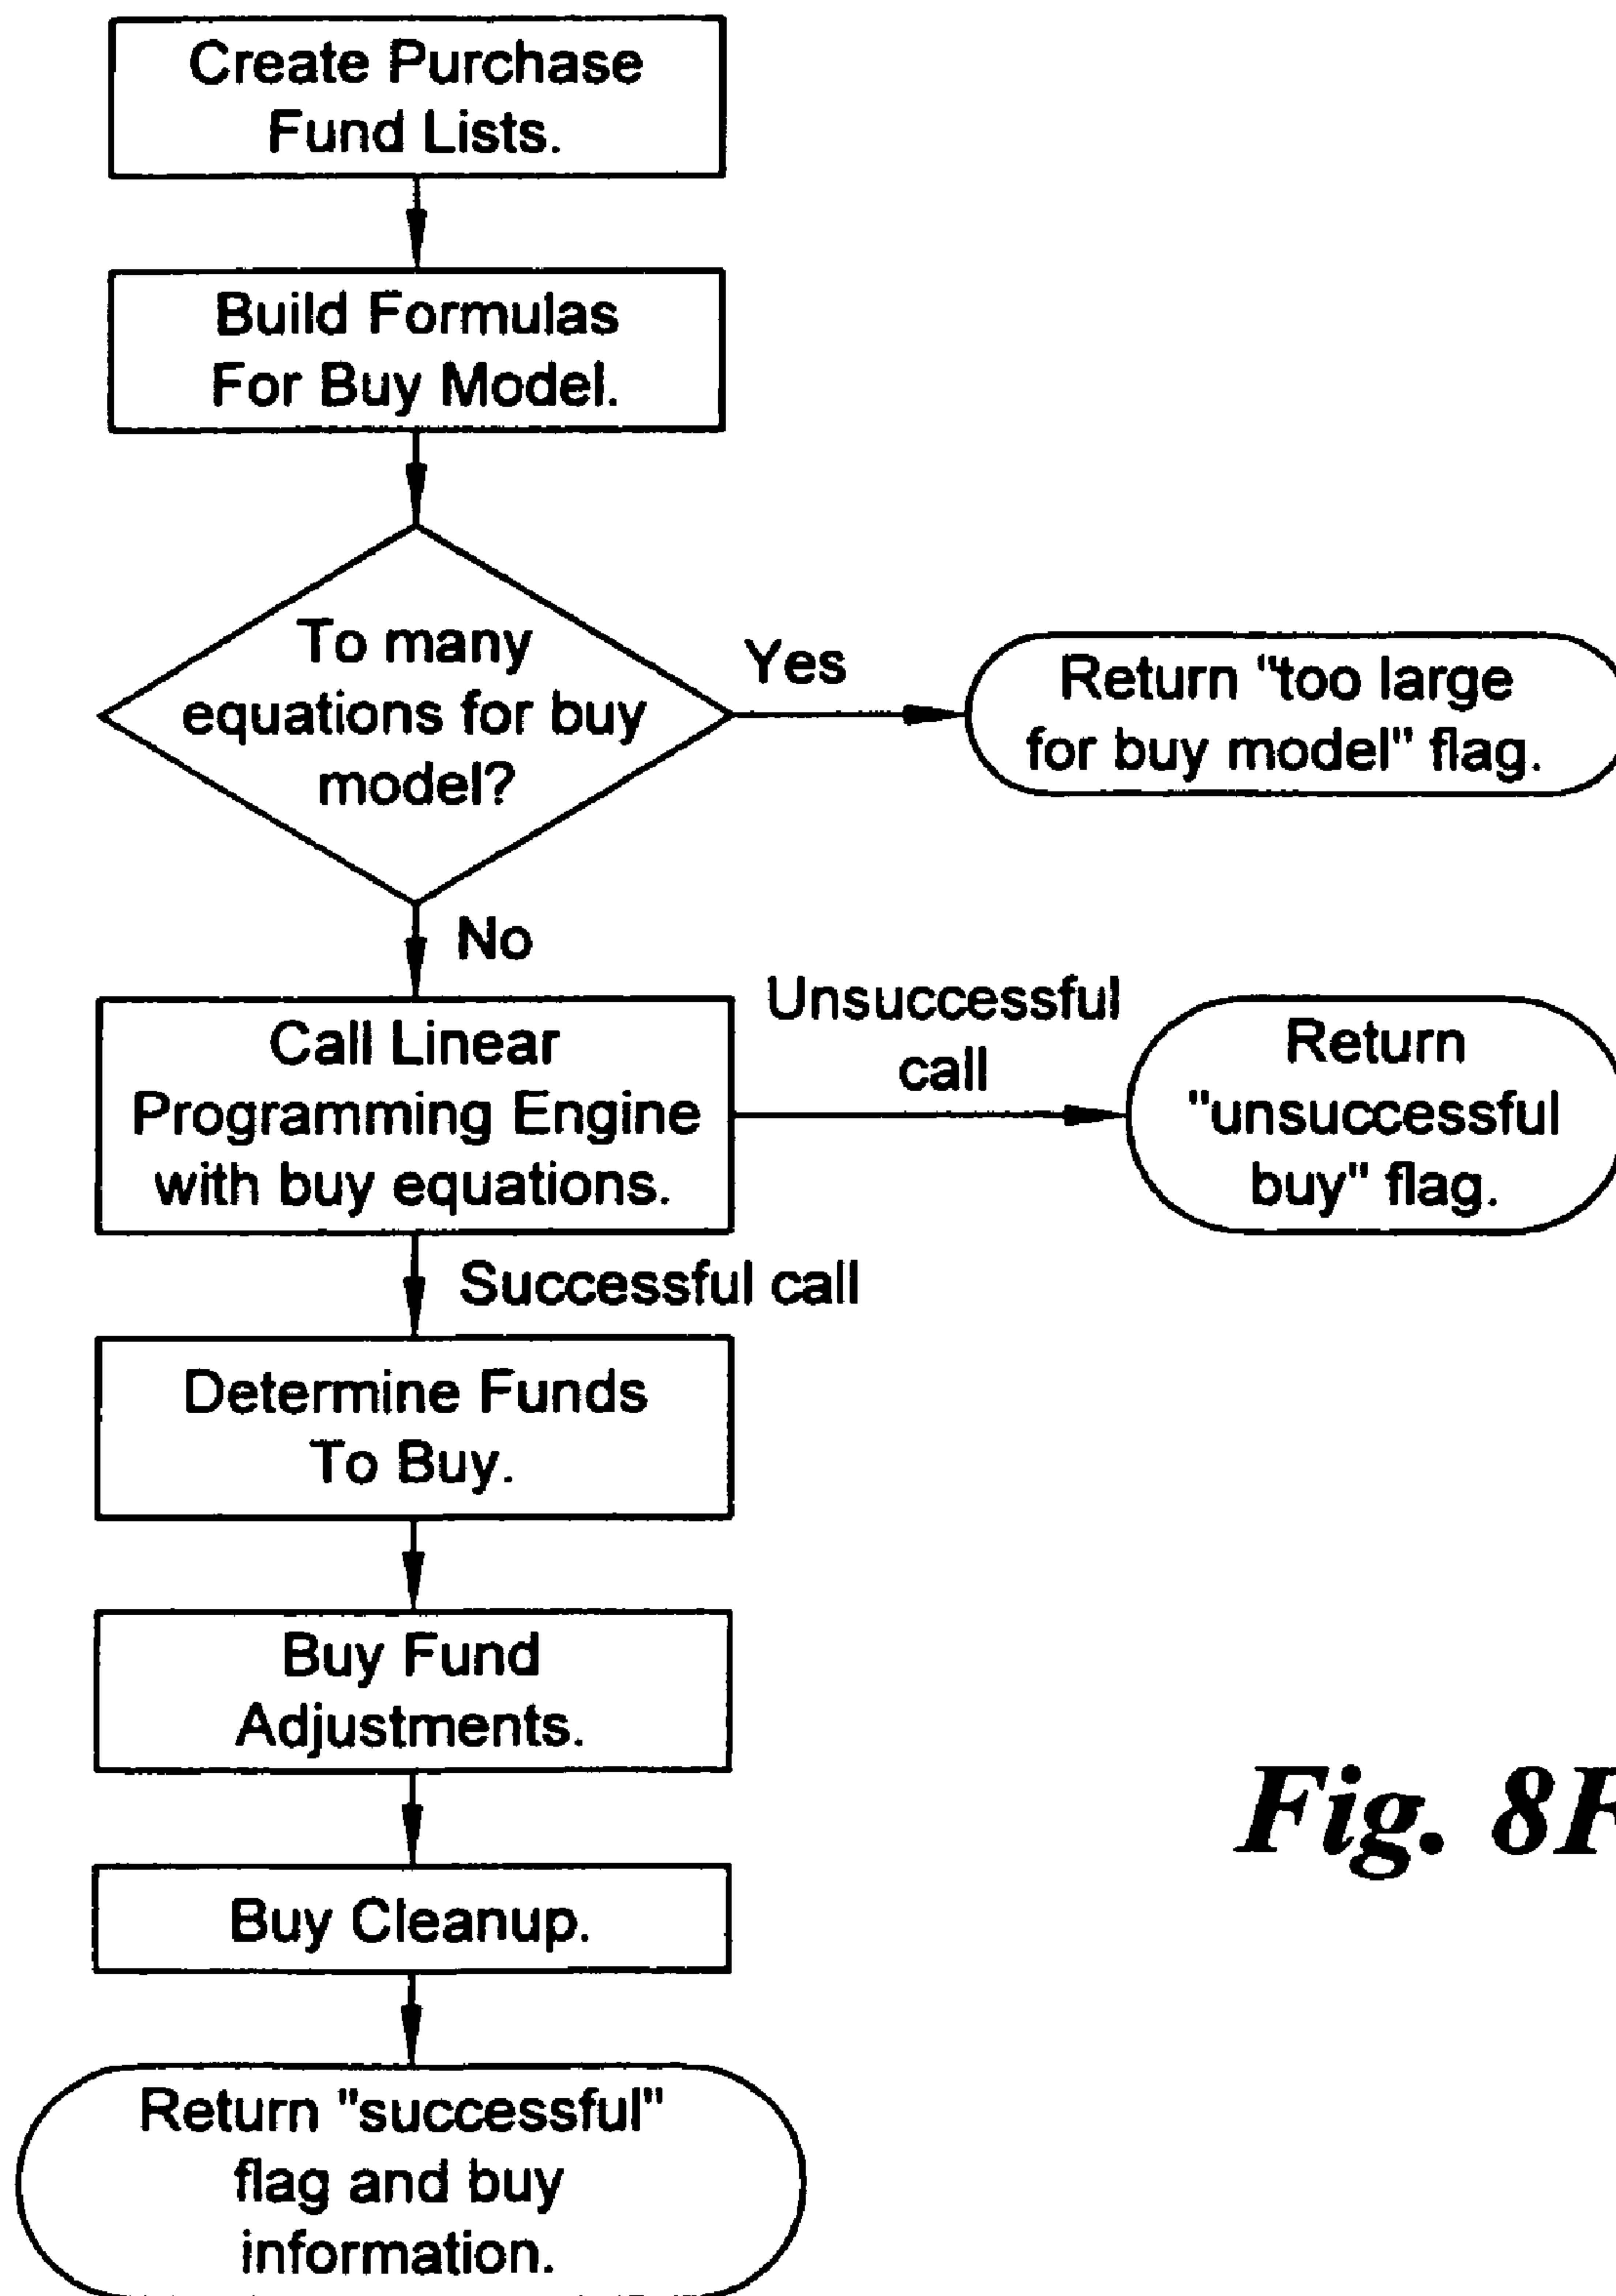 Create Purchase
Fund Lists.
Build Formulas
For Buy Model.
To many
equations for buy
model?
Yes
Return "too large
for buy model" flag.
No
Call Linear
Programming Engine
with buy equations.
Unsuccessful
call
Return
"unsuccessful
buy" flag.
Successful call
Determine Funds
To Buy.
Buy Fund
Adjustments.
Buy Cleanup.
Return "successful"
flag and buy
information.
Fig.